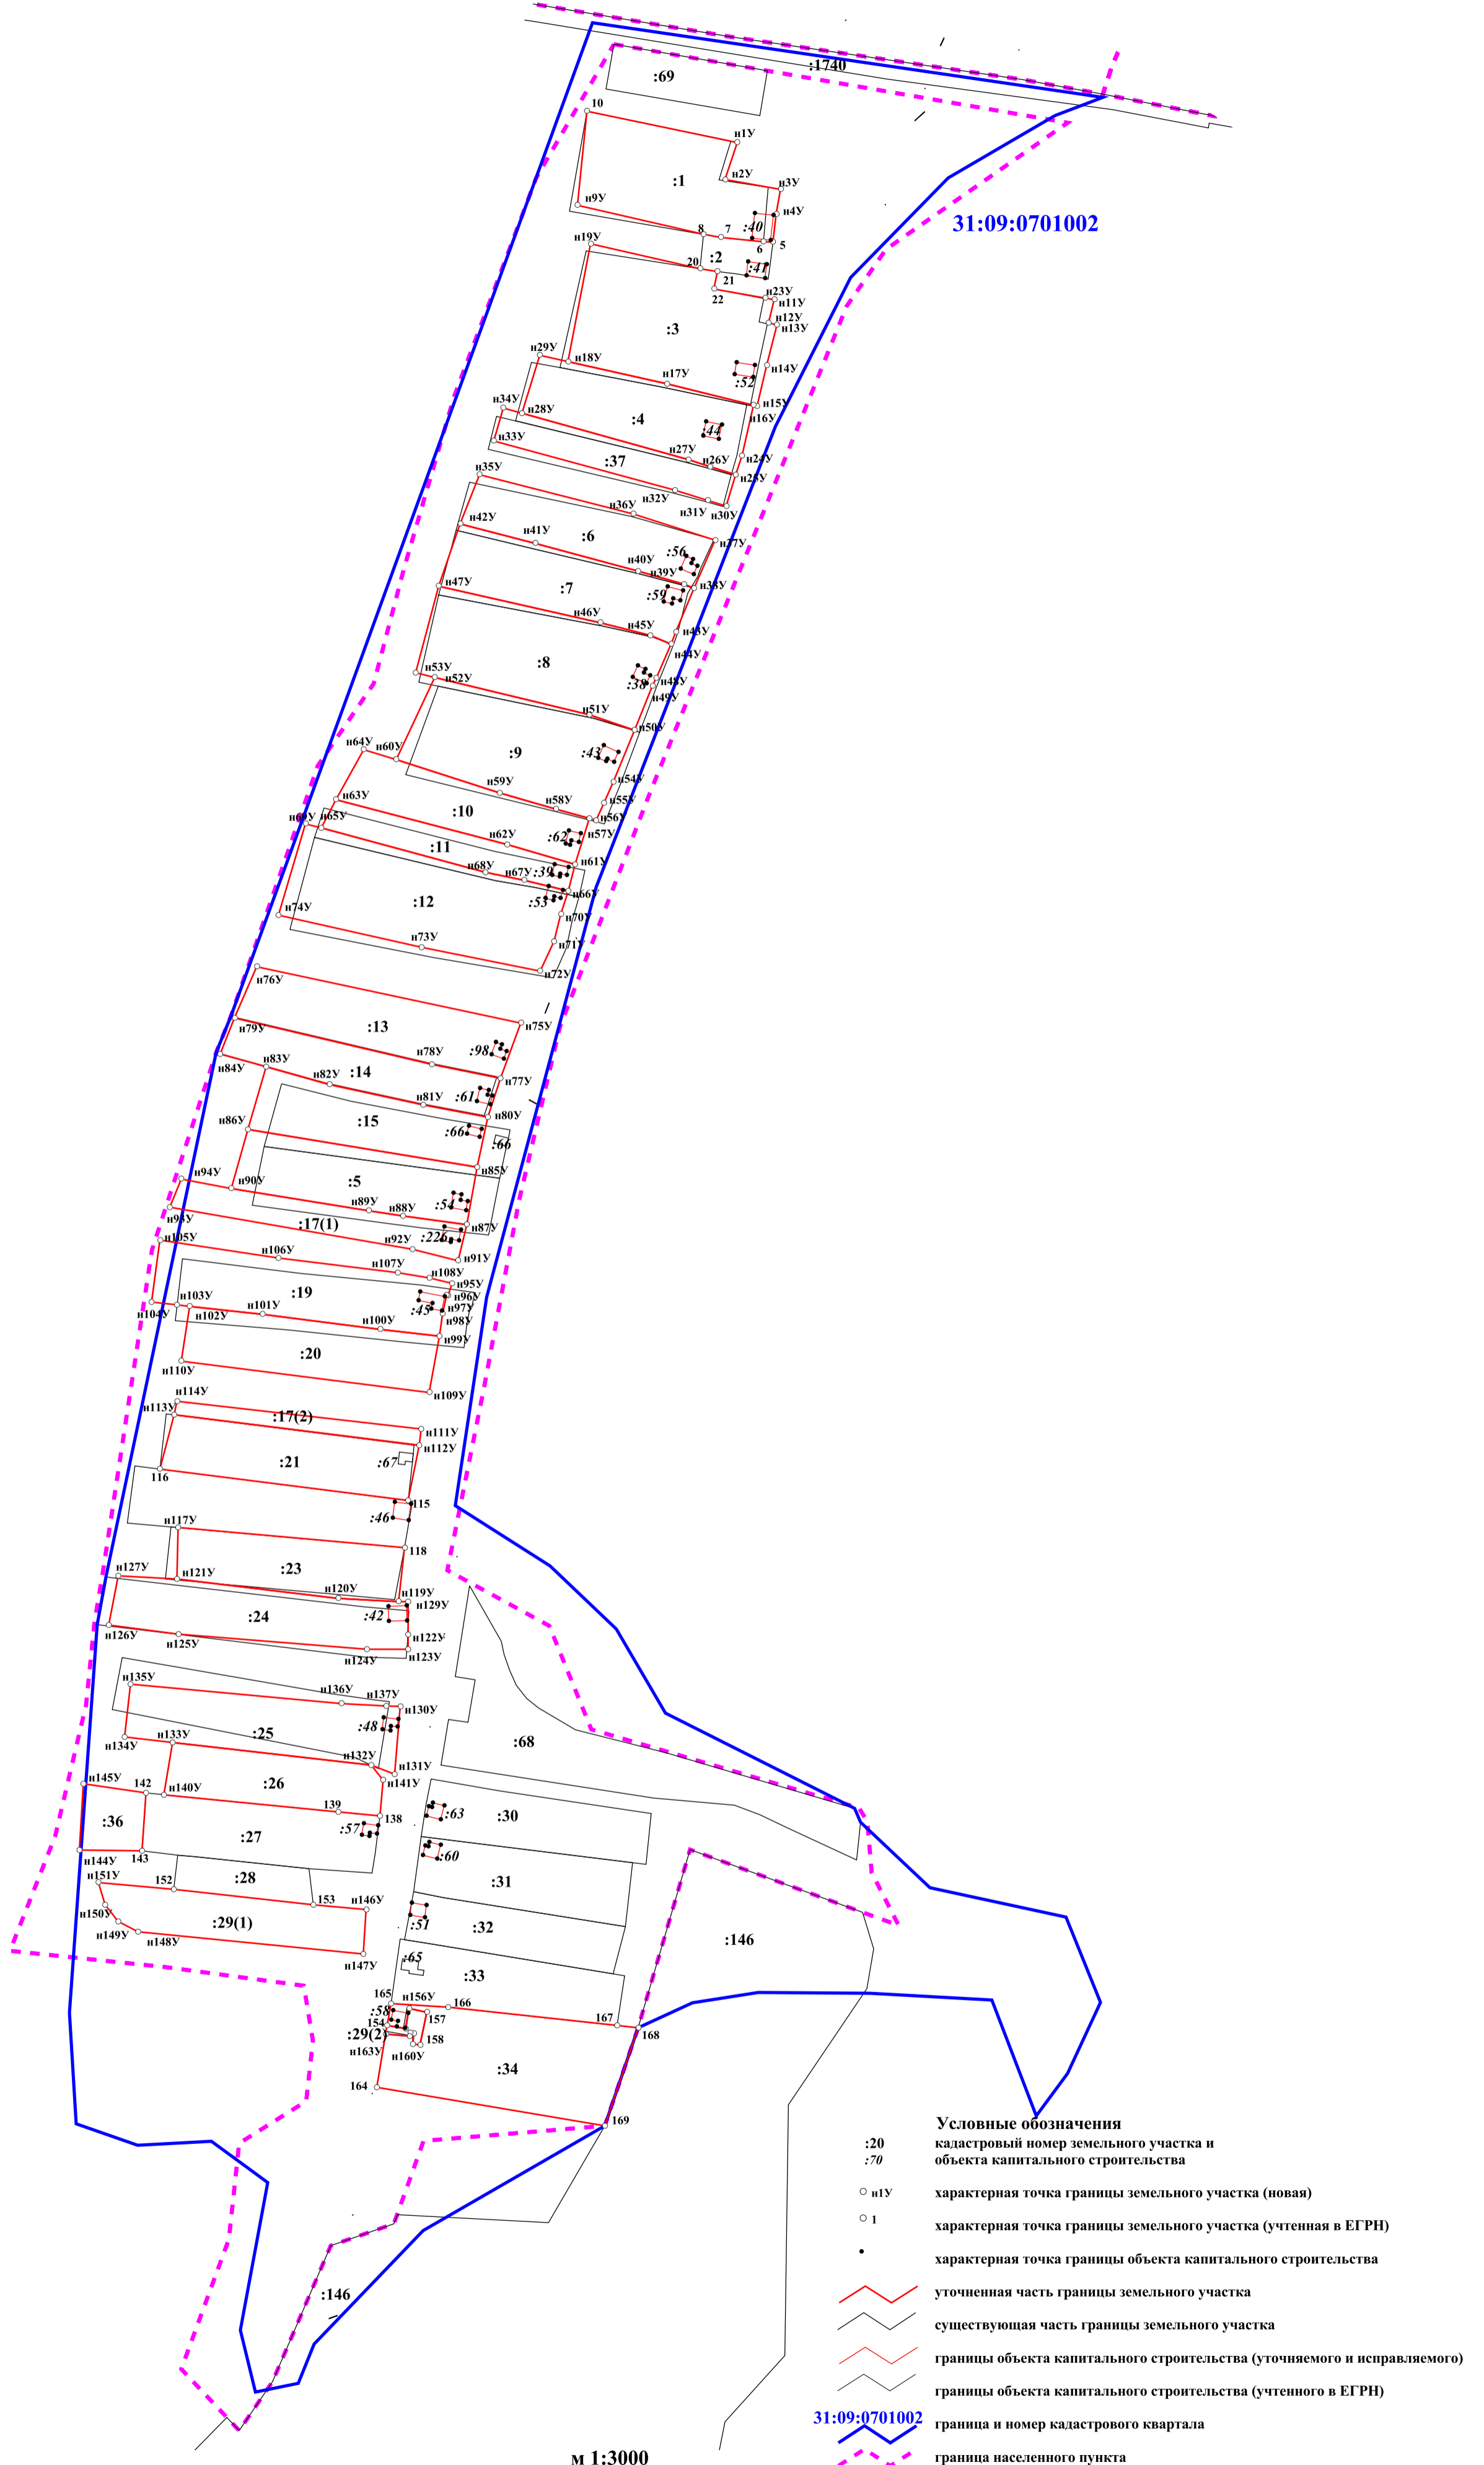 :1740
:69
10
н1У
н2У
:1
н3У
н9У
н4У
31:09:0701002
:40
8
7
6
5
н19У
:2
20
:41
21
22
н23У
н11У
н12У
н13У
:3
н29У
н18У
н14У
н17У
:52
н34У
н28У
н15У
н16У
:4
:44
н33У
н27У
н24У
:37
н26У
н35У
н25У
н32У
н31У
н30У
н36У
н42У
н41У
:6
н37У
:56
н40У
н39У
н47У
:7
н38У
:59
н46У
н45У
н43У
:8
н44У
н53У
н52У
н48У
:38
н49У
н51У
н50У
н64У
н60У
:9
:43
н59У
н54У
н63У
н58У
н55У
:10
н69У
н65У
н56У
н57У
:62
н62У
:11
н61У
н68У
н67У
:39
н66У
:12
:53
н74У
н70У
н73У
н71У
н72У
н76У
:13
н75У
н79У
:98
н78У
н83У
н84У
:14
н82У
н77У
н81У
:61
н80У
н86У
:15
:66
:66
н85У
н94У
н90У
:5
:54
н89У
н88У
н93У
:17(1)
н87У
:226
н105У
н92У
н106У
н91У
н107У
н108У
н95У
:19
н103У
н104У
н102У
н101У
:45
н96У
н97У
н98У
н100У
н99У
:20
н110У
н109У
н114У
н113У
:17(2)
н111У
н112У
:21
:67
116
115
:46
н117У
118
н127У
н121У
:23
н120У
н119У
н129У
:24
:42
н126У
н125У
н122У
н124У
н123У
н135У
н136У
н137У
н130У
:25
:48
н134У
н133У
:68
н132У
н131У
н145У
142
н140У
:26
н141У
139
138
:30
:63
:36
:27
:57
н144У
143
:60
н151У
152
:28
:31
153
н146У
н150У
:29(1)
:51
:32
н149У
н148У
:146
н147У
:65
:33
165
н156У
166
:58
157
167
154
168
:29(2)
158
н163У
н160У
:34
164
169
:146
Условные обозначения
:20 кадастровый номер земельного участка и
:70 объекта капитального строительства
н1У характерная точка границы земельного участка (новая)
1 характерная точка границы земельного участка (учтенная в ЕГРН)
характерная точка границы объекта капитального строительства
уточненная часть границы земельного участка
существующая часть границы земельного участка
границы объекта капитального строительства (уточняемого и исправляемого)
границы объекта капитального строительства (учтенного в ЕГРН)
31:09:0701002 граница и номер кадастрового квартала
граница населенного пункта
м 1:3000